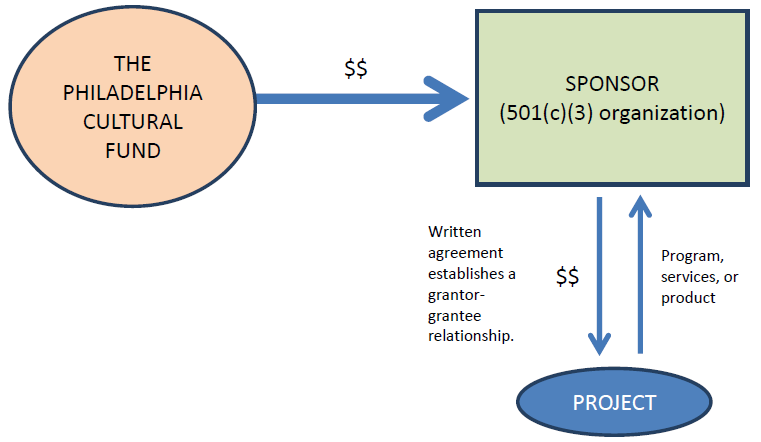 THE
PHILADELPHIA
CULTURAL
FUND
$$
SPONSOR
(501(c)(3) organization)
Written
agreement
establishes a
grantor-
grantee
relationship.
$$
Program,
services, or
product
PROJECT